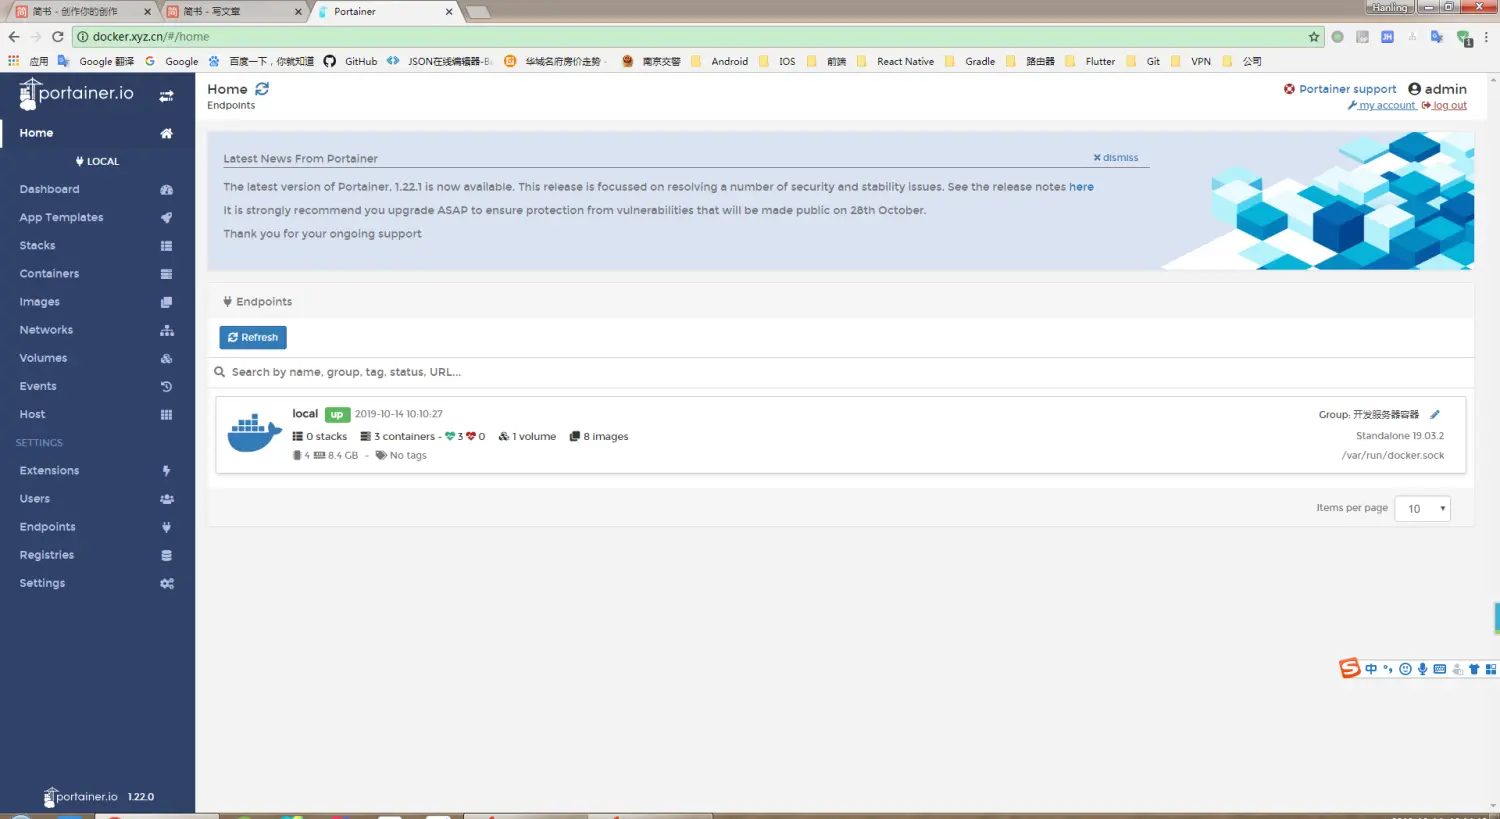 简书 - 创作你的创作
简书 - 写文章
Portainer
Hanling
docker.xyz.cn/#/home
应用 Google 翻译 Google 百度一下，你就知道 GitHub JSON在线编辑器-B 华域名府房价走势 - 南京交警 Android IOS 前端 React Native Gradle 路由器 Flutter Git VPN 公司
portainer.io
Home
Endpoints
Portainer support admin
my account log out
Home
LOCAL
Dashboard
App Templates
Stacks
Containers
Images
Networks
Volumes
Events
Host
SETTINGS
Extensions
Users
Endpoints
Registries
Settings
portainer.io 1.22.0
Latest News From Portainer
dismiss
The latest version of Portainer, 1.22.1 is now available. This release is focussed on resolving a number of security and stability issues. See the release notes here
It is strongly recommend you upgrade ASAP to ensure protection from vulnerabilities that will be made public on 28th October.
Thank you for your ongoing support
Endpoints
Refresh
Search by name, group, tag, status, URL...
local up 2019-10-14 10:10:27
Group: 开发服务器容器
0 stacks 3 containers - 3 0 1 volume 8 images
Standalone 19.03.2
4 8.4 GB - No tags
/var/run/docker.sock
Items per page 10
中